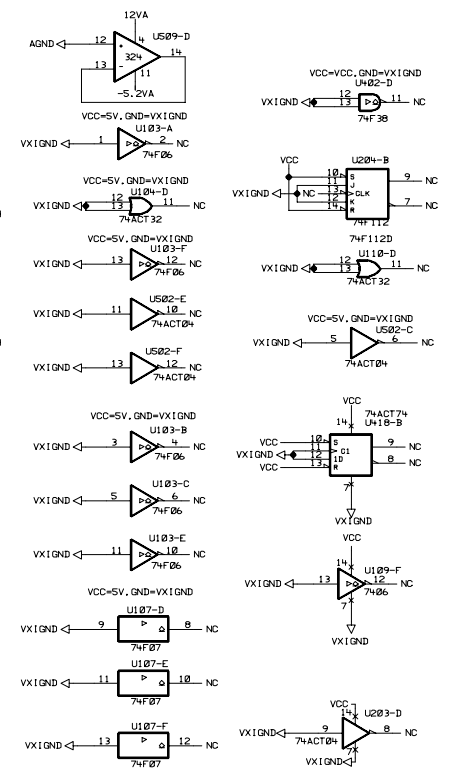 12VA
U509-D
AGND 12 + 4 14
324
13 - 11
-5.2VA
VCC=5V.GND=VXIGND
U103-A
VXIGND 1 2 NC
74F06
VCC=5V.GND=VXIGND
U104-D
VXIGND 12 13 11 NC
74ACT32
VCC=5V.GND=VXIGND
U103-F
VXIGND 13 12 NC
74F06
U502-E
VXIGND 11 10 NC
74ACT04
U502-F
VXIGND 13 12 NC
74ACT04
VCC=5V.GND=VXIGND
U103-B
VXIGND 3 4 NC
74F06
U103-C
VXIGND 5 6 NC
74F06
U103-E
VXIGND 11 10 NC
74F06
VCC=5V.GND=VXIGND
U107-D
VXIGND 9 8 NC
74F07
U107-E
VXIGND 11 10 NC
74F07
U107-F
VXIGND 13 12 NC
74F07
VCC=VCC.GND=VXIGND
U402-D
VXIGND 12 13 11 NC
74F38
VCC
U204-B
10 S 9 NC
11 J
VXIGND NC 13 CLK
12 K 7 NC
14 R
74F112
74F112D
U110-D
VXIGND 12 13 11 NC
74ACT32
VCC=5V.GND=VXIGND
U502-C
VXIGND 5 6 NC
74ACT04
VCC
74ACT74
14 U418-B
VCC 10 S 9 NC
VXIGND 11 C1
12 1D 8 NC
VCC 13 R
7
VXIGND
VCC
14 U109-F
VXIGND 13 12 NC
7 7406
VXIGND
VCC
14 U203-D
VXIGND 9 8 NC
74ACT04 7
VXIGND